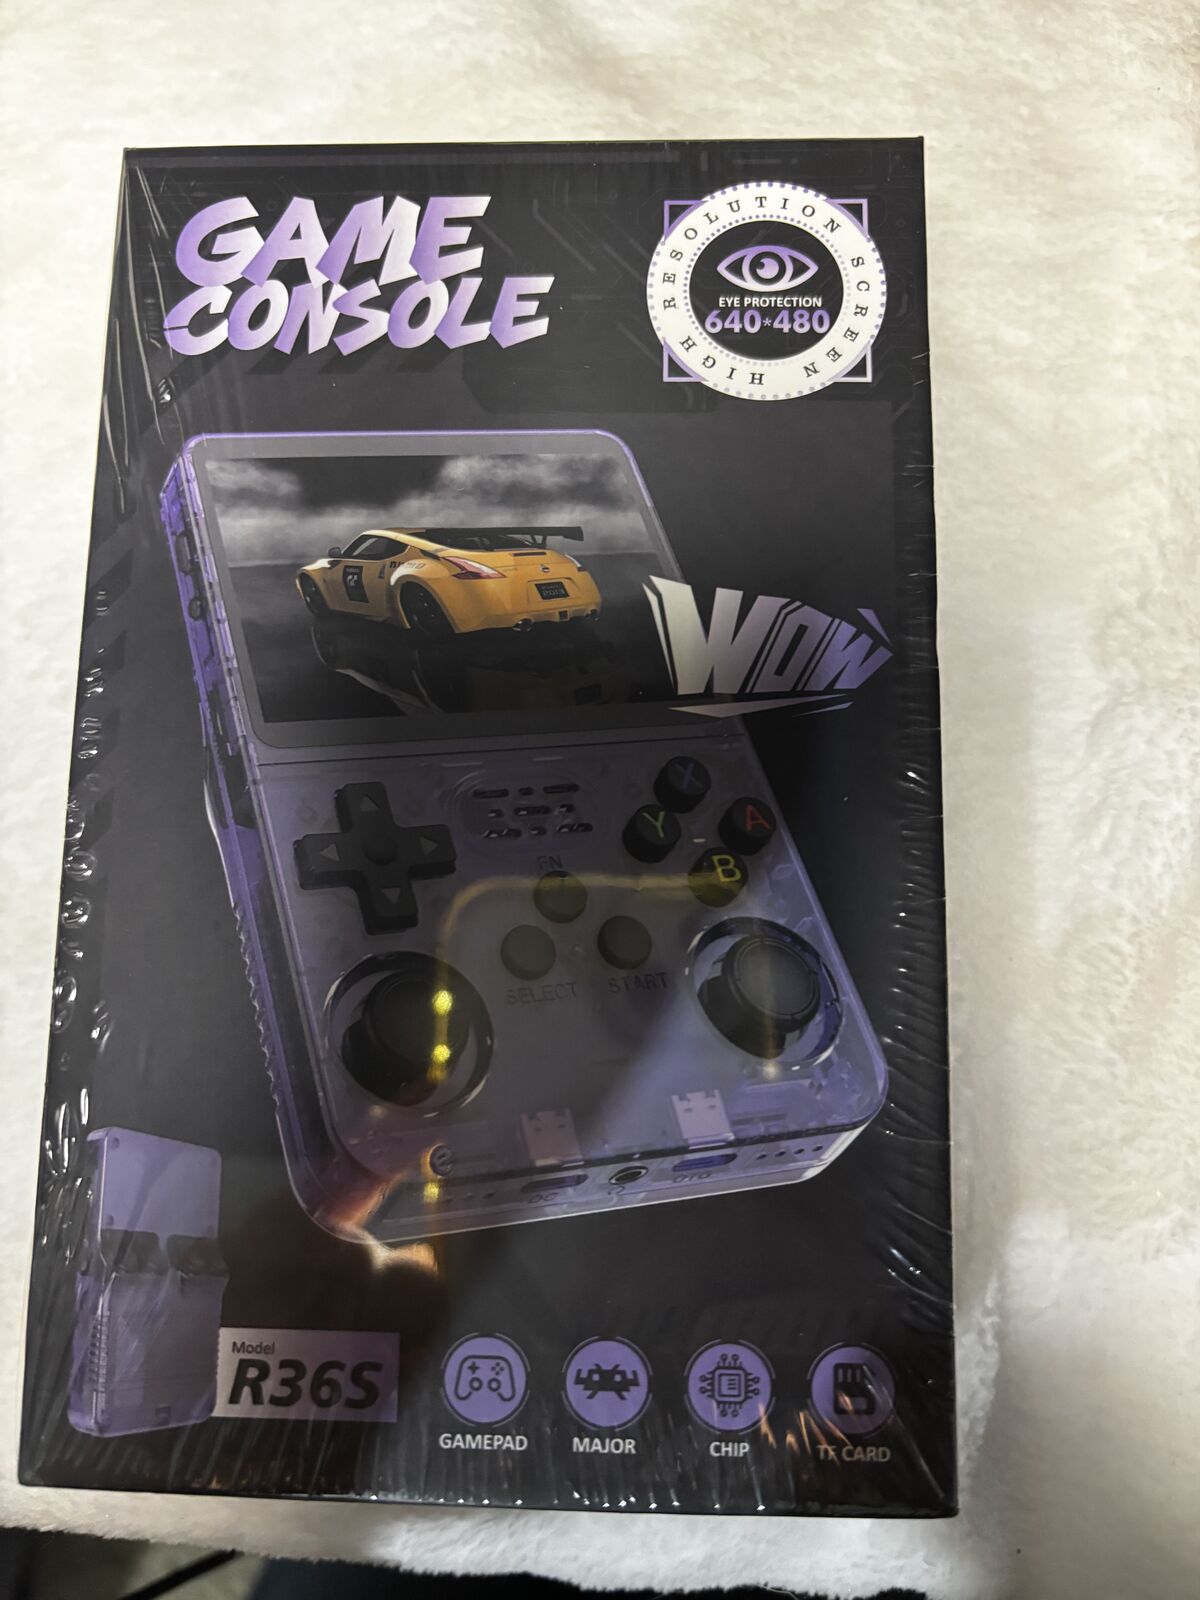 GAME
CONSOLE
HIGH RESOLUTION SCREEN
EYE PROTECTION
640*480
WOW
X
Y
A
B
FN
SELECT
START
DC
OTG
Model
R36S
GAMEPAD
MAJOR
CHIP
TF CARD